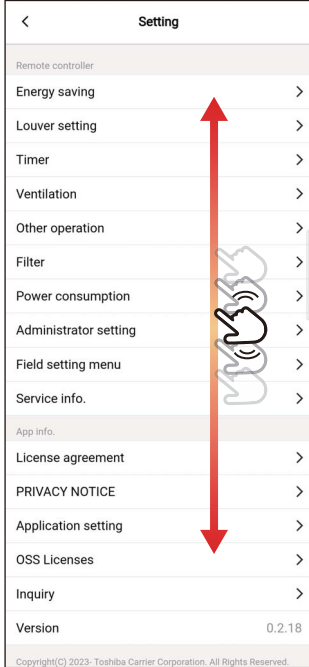 Setting
Remote controller
Energy saving
Louver setting
Timer
Ventilation
Other operation
Filter
Power consumption
Administrator setting
Field setting menu
Service info.
App info.
License agreement
PRIVACY NOTICE
Application setting
OSS Licenses
Inquiry
Version 0.2.18
Copyright(C) 2023- Toshiba Carrier Corporation. All Rights Reserved.